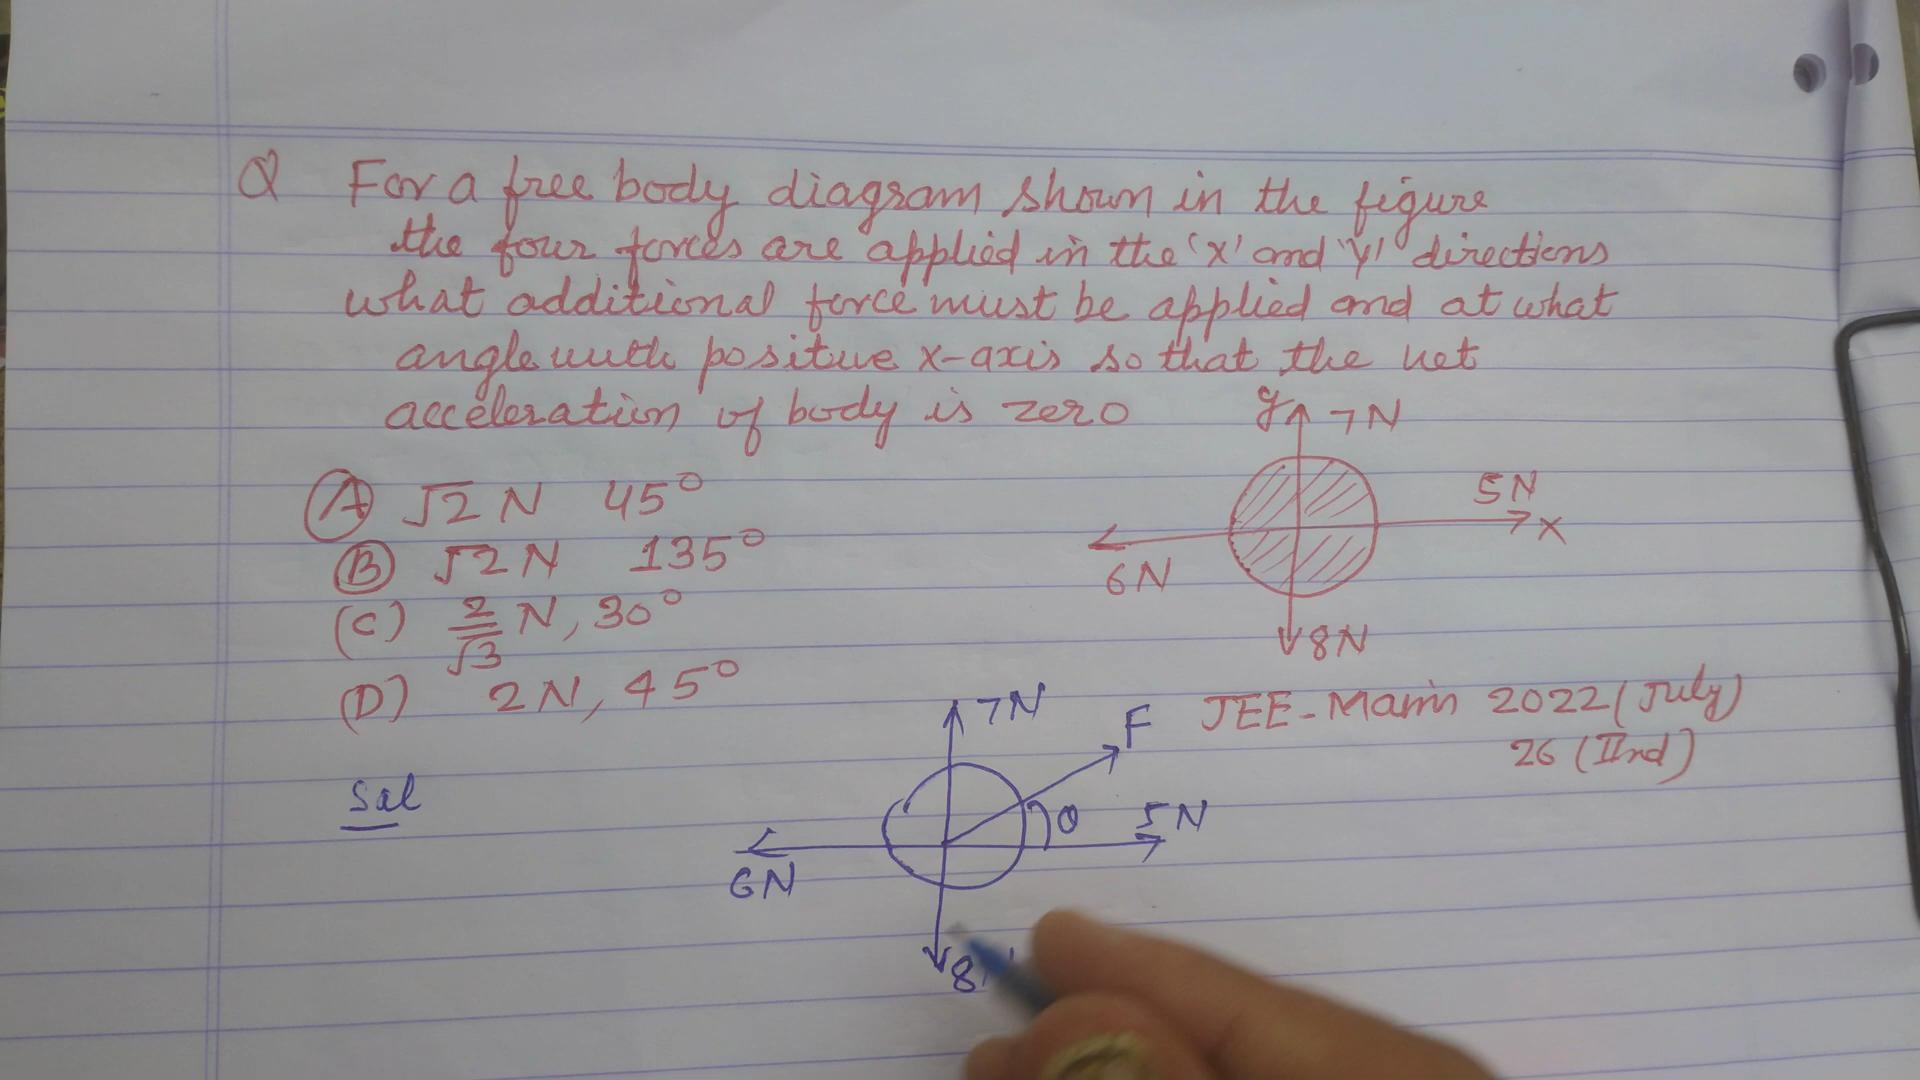 Q For a free body diagram shown in the figure
the four forces are applied in the 'x' and 'y' directions
what additional force must be applied and at what
angle with positive x-axis so that the net
acceleration of body is zero
(A) √2 N 45°
(B) √2 N 135°
(C) 2/√3 N, 30°
(D) 2N, 45°
y 7N
5N
x
6N
8N
JEE-Main 2022 (July)
26 (IInd)
Sol
7N
F
θ 5N
6N
8N